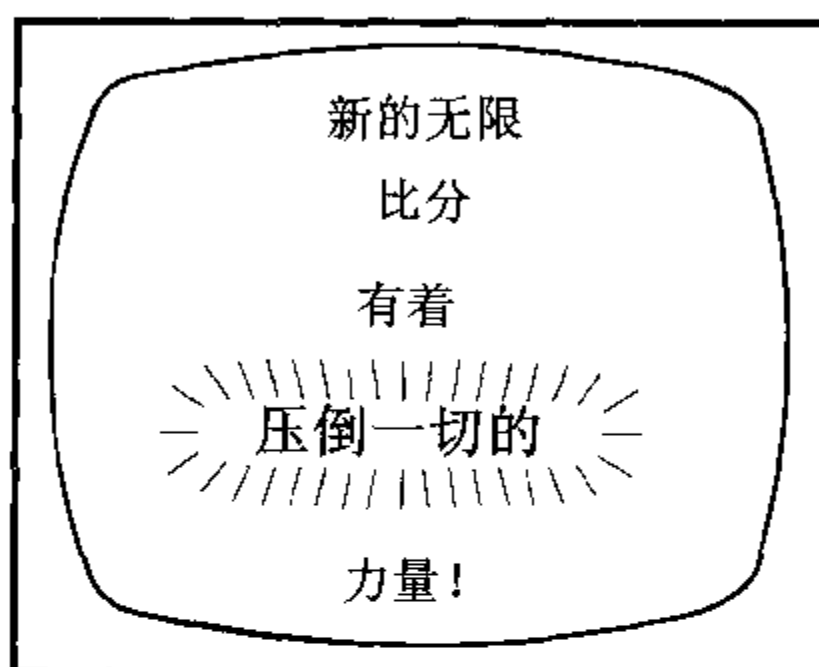 新的无限
比分
有着
压倒一切的
力量！